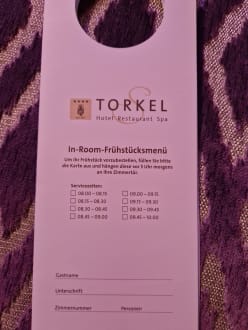 TORKEL
Hotel Restaurant Spa
In-Room-Frühstücksmenü
Um Ihr Frühstück vorzubestellen, füllen Sie bitte
die Karte aus und hängen diese vor 5 Uhr morgens
an Ihre Zimmertür.
Servicezeiten:
08.00 – 08.15
08.15 – 08.30
08.30 – 08.45
08.45 – 09.00
09.00 – 09.15
09.15 – 09.30
09.30 – 09.45
09.45 – 10.00
Gastname
Unterschrift
Zimmernummer Personen